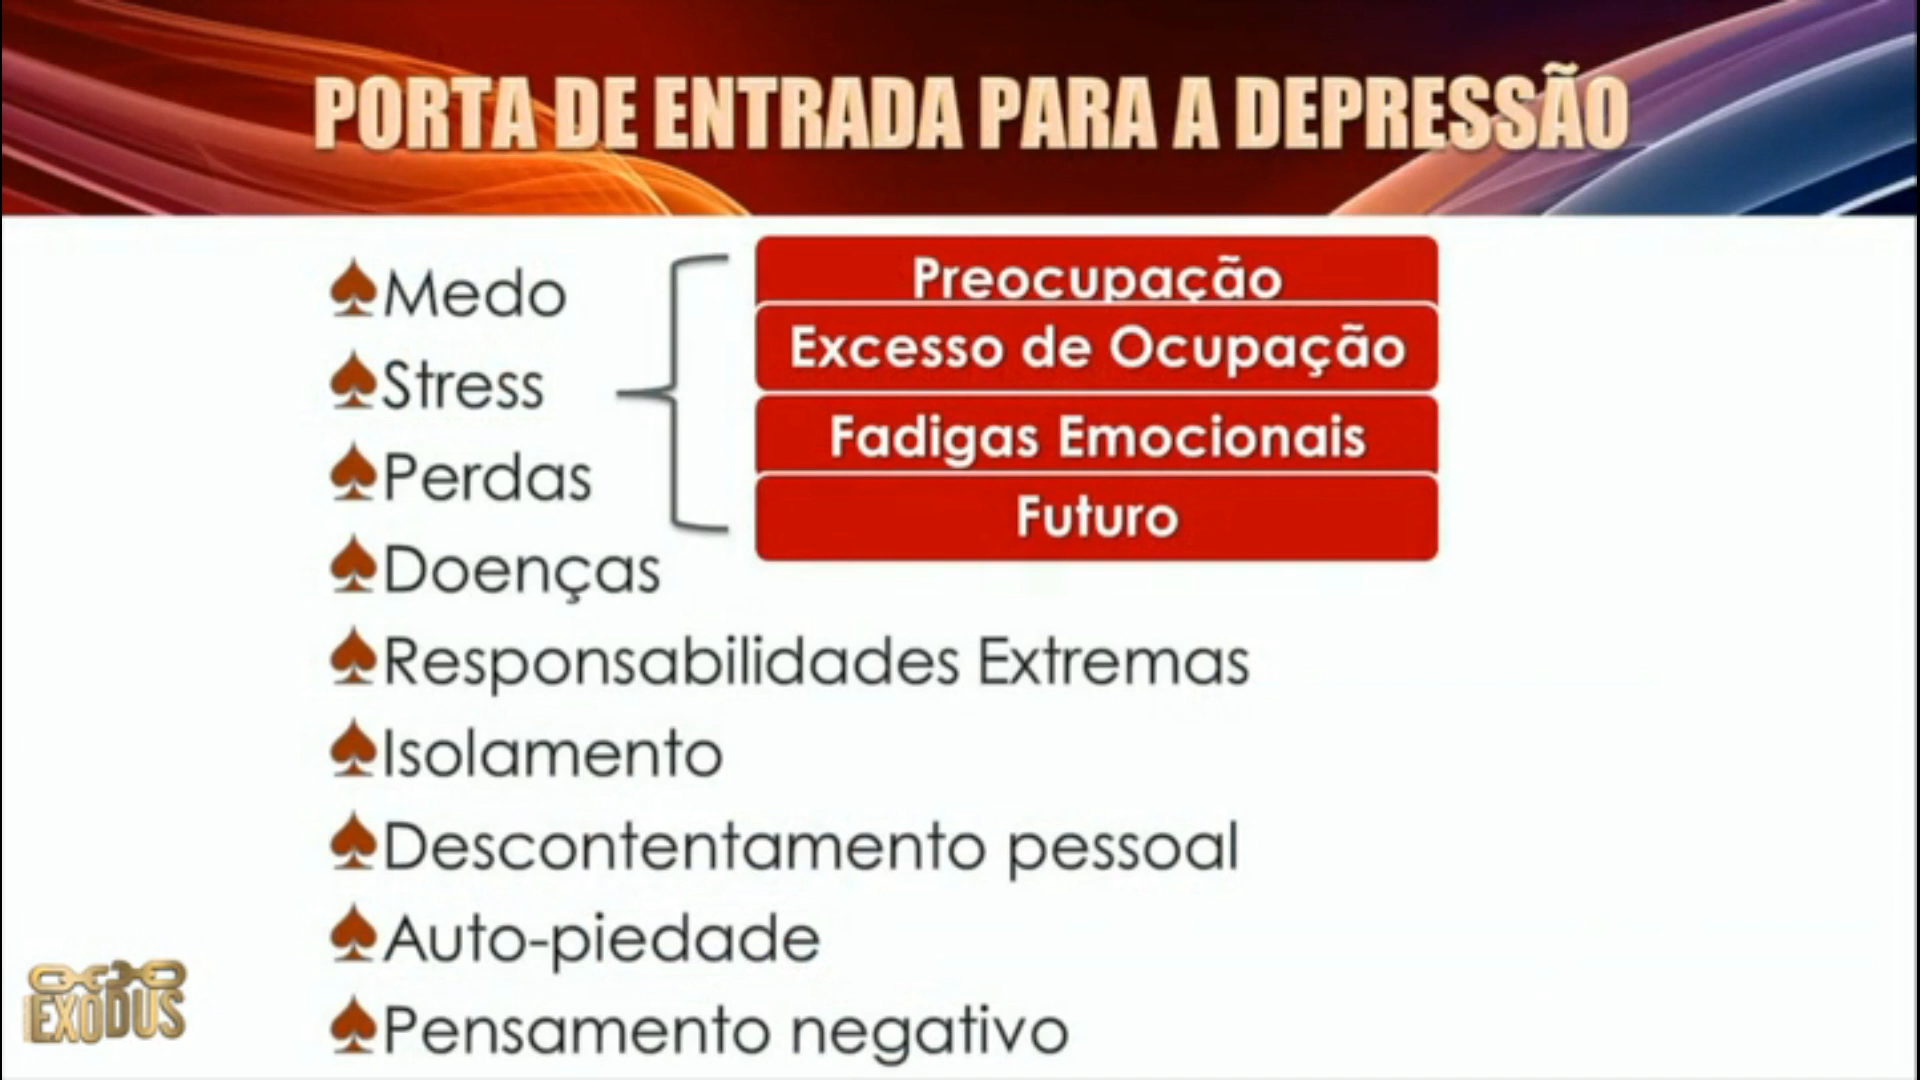 PORTA DE ENTRADA PARA A DEPRESSÃO
Medo
Stress
Perdas
Doenças
Responsabilidades Extremas
Isolamento
Descontentamento pessoal
Auto-piedade
Pensamento negativo
Preocupação
Excesso de Ocupação
Fadigas Emocionais
Futuro
EXODUS